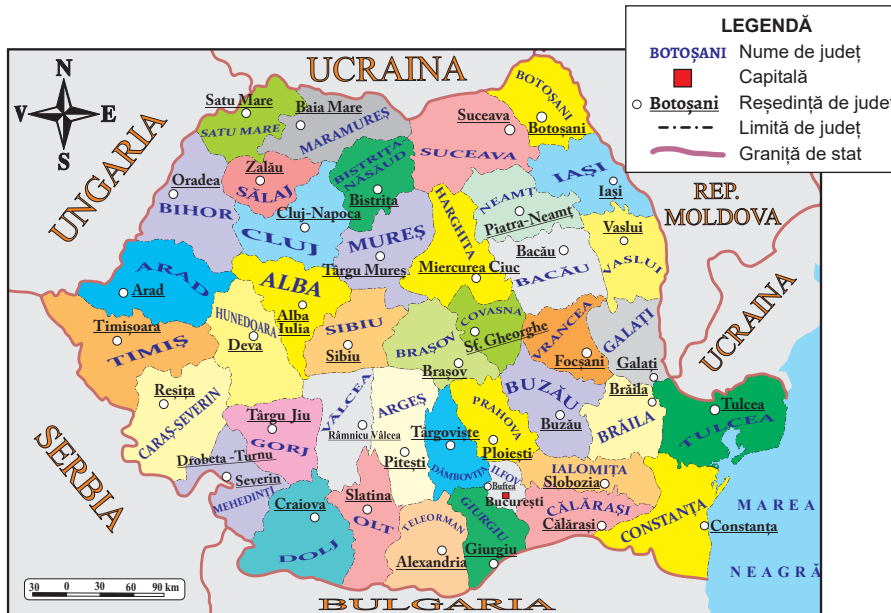 LEGENDĂ
BOTOȘANI Nume de județ
Capitală
Botoșani Reședință de județ
Limită de județ
Graniță de stat
N
V E
S
UCRAINA
UNGARIA
REP.
MOLDOVA
UCRAINA
SERBIA
BULGARIA
MAREA
NEAGRĂ
Satu Mare
SATU MARE
Baia Mare
MARAMUREȘ
Suceava
SUCEAVA
BOTOȘANI
Botoșani
Oradea
BIHOR
Zalău
SĂLAJ
BISTRIȚA-
NĂSĂUD
Bistrița
Cluj-Napoca
CLUJ
MUREȘ
Târgu Mureș
HARGHITA
Miercurea Ciuc
NEAMȚ
Piatra-Neamț
IAȘI
Iași
Bacău
BACĂU
Vaslui
VASLUI
ARAD
Arad
ALBA
Alba
Iulia
Timișoara
TIMIȘ
HUNEDOARA
Deva
SIBIU
Sibiu
BRAȘOV
Brașov
COVASNA
Sf. Gheorghe
VRANCEA
Focșani
GALAȚI
Galați
Reșița
CARAȘ-SEVERIN
Târgu Jiu
GORJ
VÂLCEA
Râmnicu Vâlcea
ARGEȘ
Pitești
Târgoviște
DÂMBOVIȚA
PRAHOVA
Ploiești
BUZĂU
Buzău
Brăila
BRĂILA
Tulcea
TULCEA
Drobeta -Turnu
Severin
MEHEDINȚI
Craiova
DOLJ
Slatina
OLT
TELEORMAN
Alexandria
ILFOV
Buftea
București
GIURGIU
Giurgiu
IALOMIȚA
Slobozia
CĂLĂRAȘI
Călărași
CONSTANȚA
Constanța
30 0 30 60 90 km